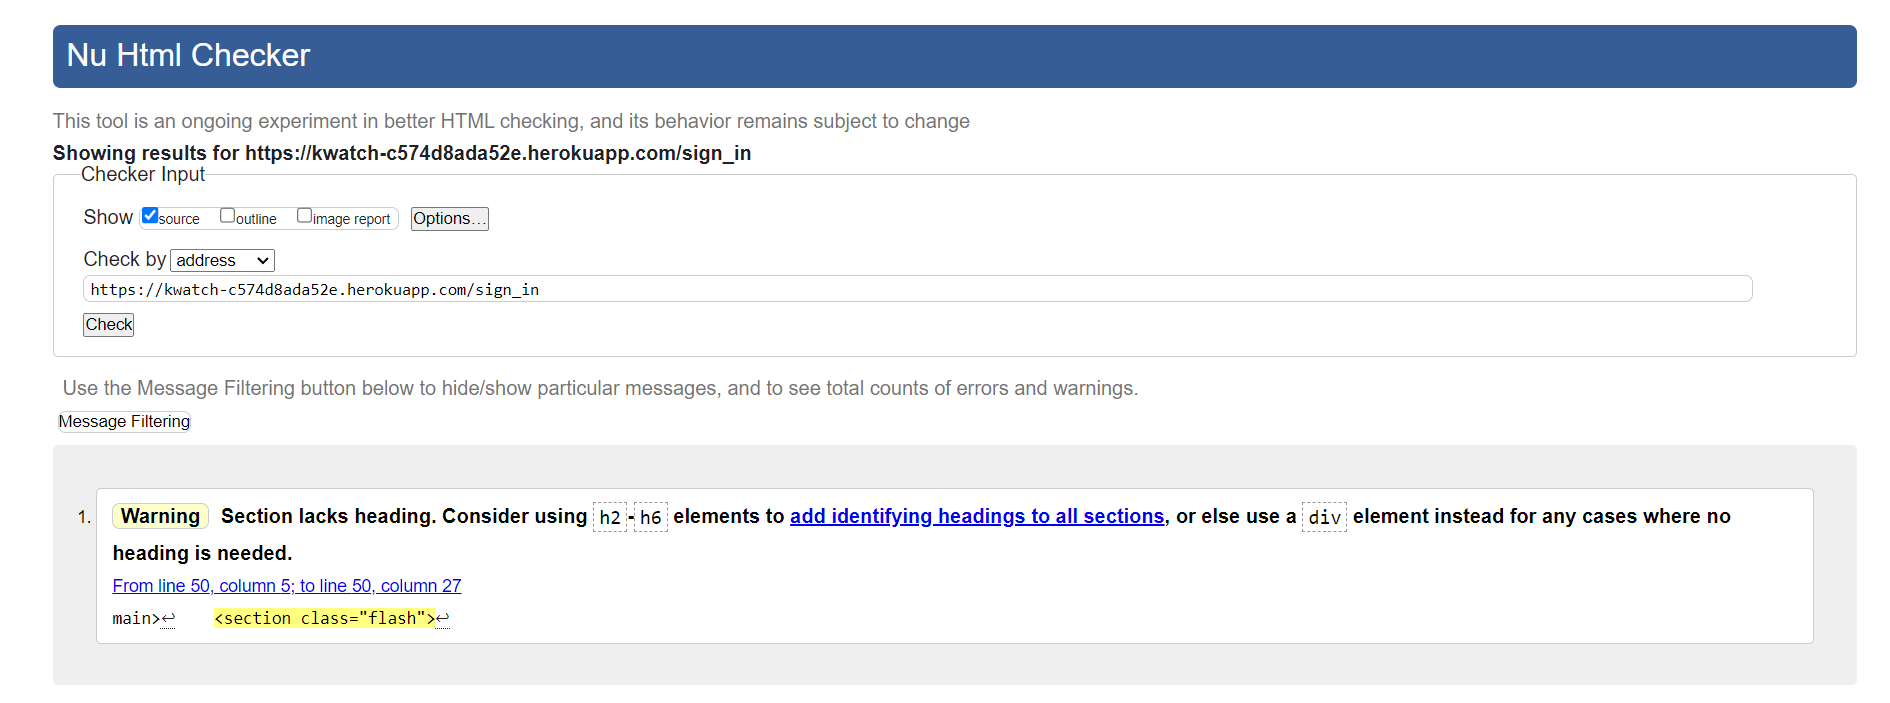 Nu Html Checker
This tool is an ongoing experiment in better HTML checking, and its behavior remains subject to change
Showing results for https://kwatch-c574d8ada52e.herokuapp.com/sign_in
Checker Input
Show source outline image report Options...
Check by address
https://kwatch-c574d8ada52e.herokuapp.com/sign_in
Check
Use the Message Filtering button below to hide/show particular messages, and to see total counts of errors and warnings.
Message Filtering
1. Warning Section lacks heading. Consider using h2-h6 elements to add identifying headings to all sections, or else use a div element instead for any cases where no
heading is needed.
From line 50, column 5; to line 50, column 27
main>↩ <section class="flash">↩